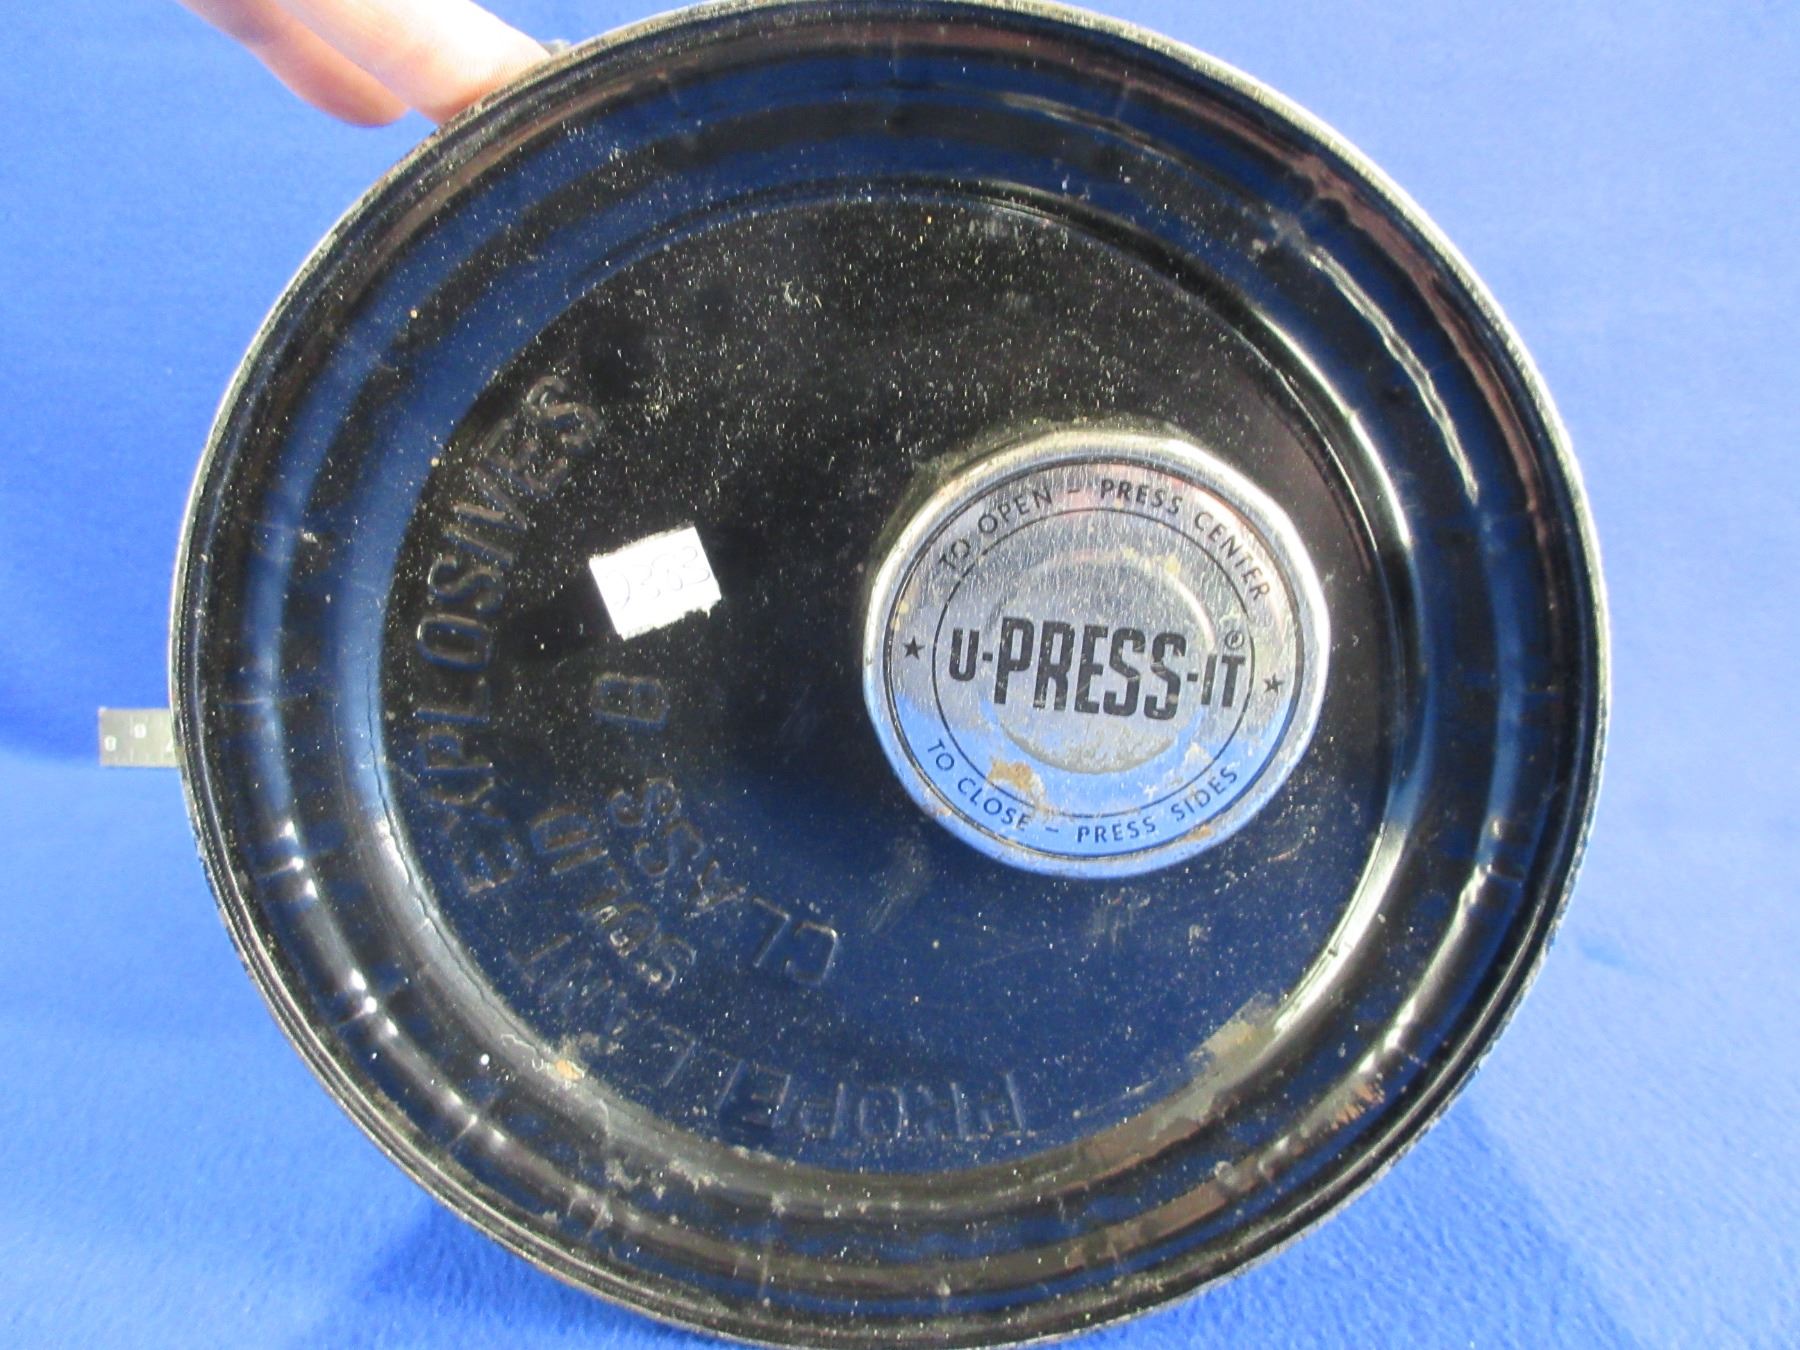 TO OPEN - PRESS CENTER
★ U-PRESS-IT® ★
TO CLOSE - PRESS SIDES
PROPELLANT EXPLOSIVES
SOLID
CLASS B